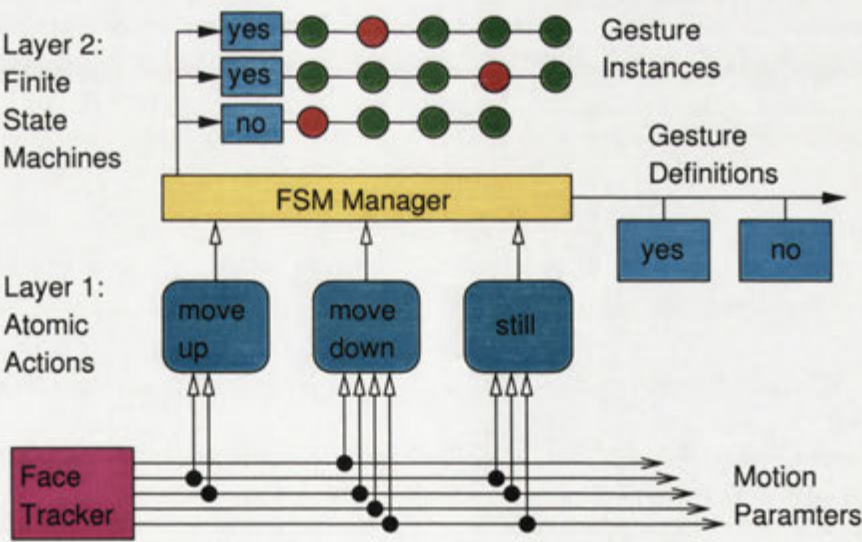 Layer 2:
Finite
State
Machines
yes
yes
no
Gesture
Instances
Gesture
Definitions
FSM Manager
yes
no
Layer 1:
Atomic
Actions
move
up
move
down
still
Face
Tracker
Motion
Paramters